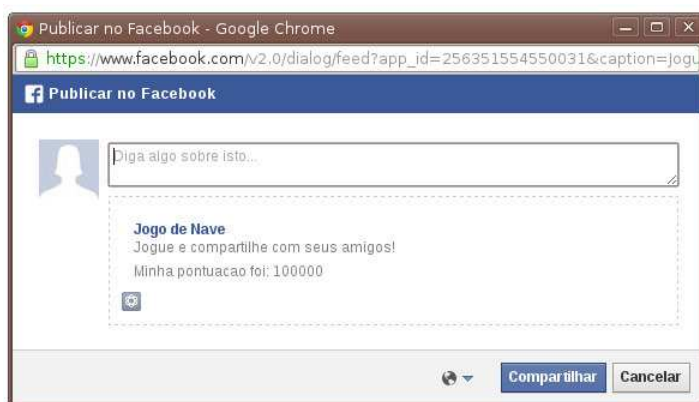 Publicar no Facebook - Google Chrome
https://www.facebook.com/v2.0/dialog/feed?app_id=256351554550031&caption=Jogu
Publicar no Facebook
Diga algo sobre isto...
Jogo de Nave
Jogue e compartilhe com seus amigos!
Minha pontuacao foi: 100000
Compartilhar Cancelar